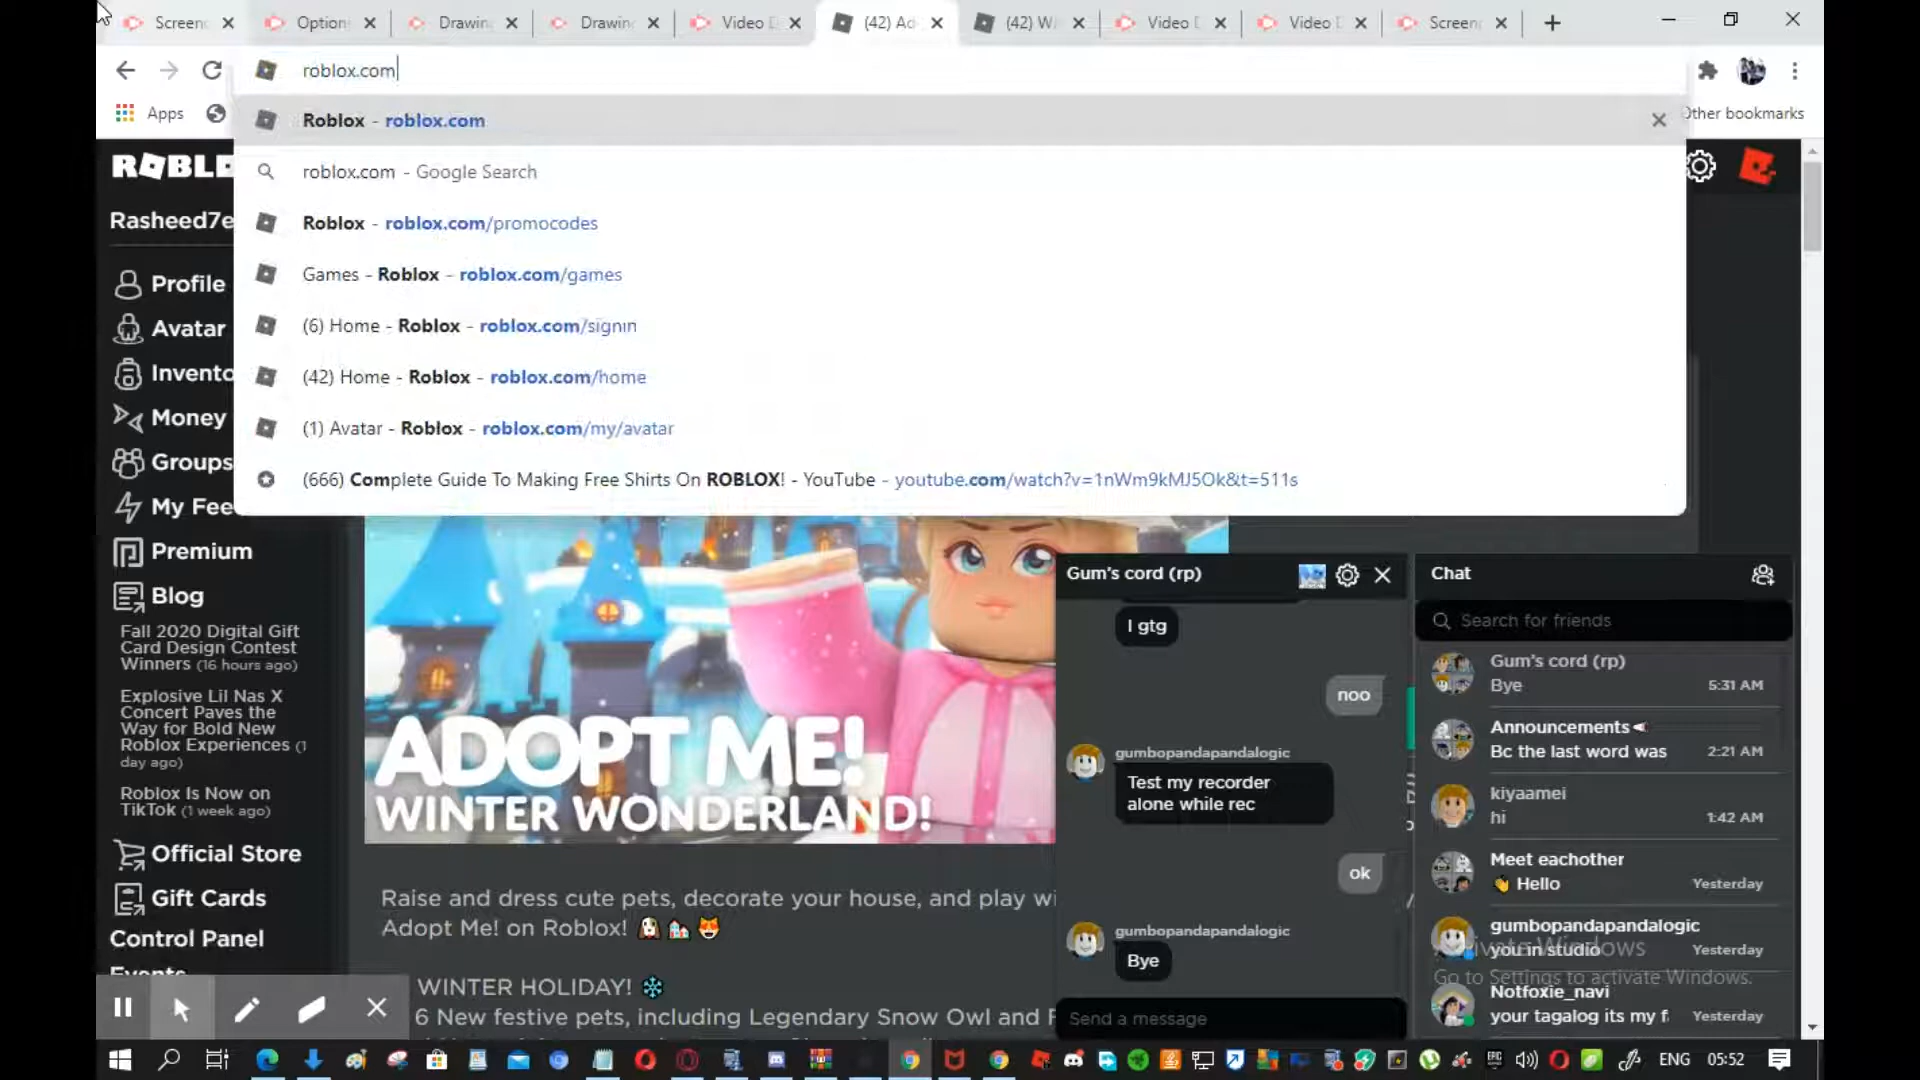 Screen
Option
Drawin
Drawin
Video D
(42) Ad
(42) W
Video D
Video D
Screen
roblox.com
Apps
Other bookmarks
Roblox - roblox.com
roblox.com - Google Search
Roblox - roblox.com/promocodes
Games - Roblox - roblox.com/games
(6) Home - Roblox - roblox.com/signin
(42) Home - Roblox - roblox.com/home
(1) Avatar - Roblox - roblox.com/my/avatar
(666) Complete Guide To Making Free Shirts On ROBLOX! - YouTube - youtube.com/watch?v=1nWm9kMJ5Ok&t=511s
ROBL
Rasheed7e
Profile
Avatar
Invento
Money
Groups
My Fee
Premium
Blog
Fall 2020 Digital Gift
Card Design Contest
Winners (16 hours ago)
Explosive Lil Nas X
Concert Paves the
Way for Bold New
Roblox Experiences (1
day ago)
Roblox Is Now on
TikTok (1 week ago)
Official Store
Gift Cards
Control Panel
Events
ADOPT ME!
WINTER WONDERLAND!
Raise and dress cute pets, decorate your house, and play wi
Adopt Me! on Roblox! 🐶🏡😻
WINTER HOLIDAY! ❄
6 New festive pets, including Legendary Snow Owl and F
Gum's cord (rp)
I gtg
noo
gumbopandapandalogic
Test my recorder
alone while rec
ok
gumbopandapandalogic
Bye
Send a message
Chat
Search for friends
Gum's cord (rp)
Bye 5:31 AM
Announcements
Bc the last word was 2:21 AM
kiyaamei
hi 1:42 AM
Meet eachother
👋 Hello Yesterday
gumbopandapandalogic
you in studio Yesterday
Notfoxie_navi
your tagalog its my f. Yesterday
Activate Windows
Go to Settings to activate Windows.
ENG 05:52